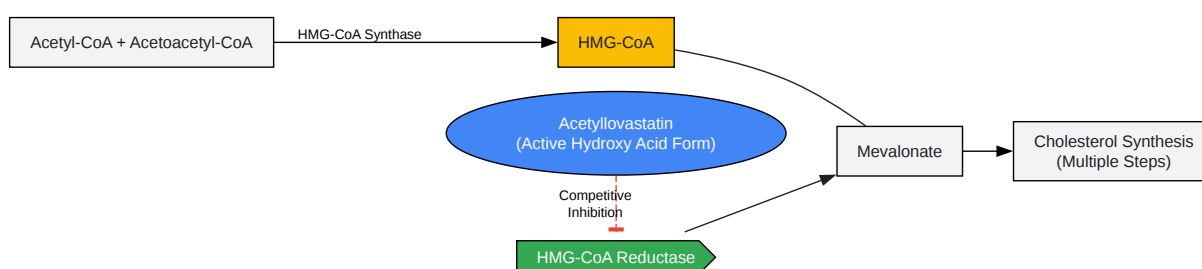 Acetyl-CoA + Acetoacetyl-CoA
HMG-CoA Synthase
HMG-CoA
Acetyllovastatin
(Active Hydroxy Acid Form)
Mevalonate
Cholesterol Synthesis
(Multiple Steps)
Competitive
Inhibition
HMG-CoA Reductase